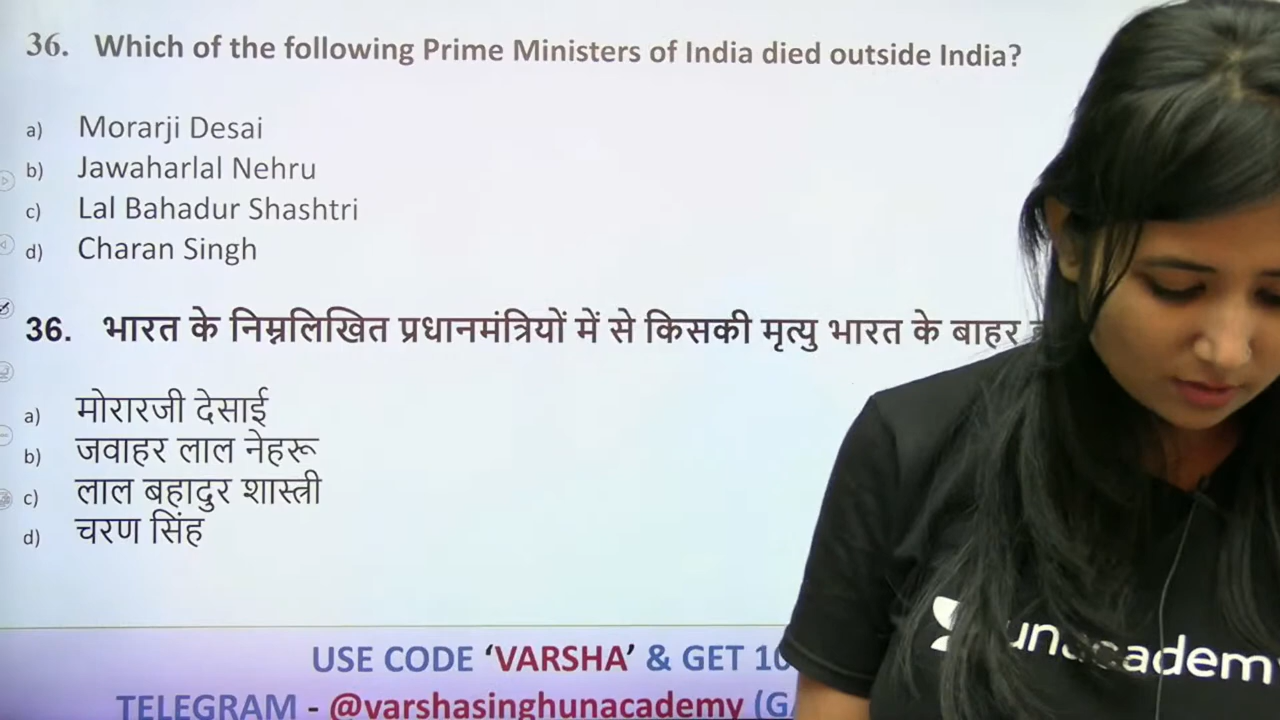 36. Which of the following Prime Ministers of India died outside India?
a) Morarji Desai
b) Jawaharlal Nehru
c) Lal Bahadur Shashtri
d) Charan Singh
36. भारत के निम्नलिखित प्रधानमंत्रियों में से किसकी मृत्यु भारत के बाहर
a) मोरारजी देसाई
b) जवाहर लाल नेहरू
c) लाल बहादुर शास्त्री
d) चरण सिंह
USE CODE ‘VARSHA’ & GET 10
TELEGRAM - @varshasinghunacademy
unacadem